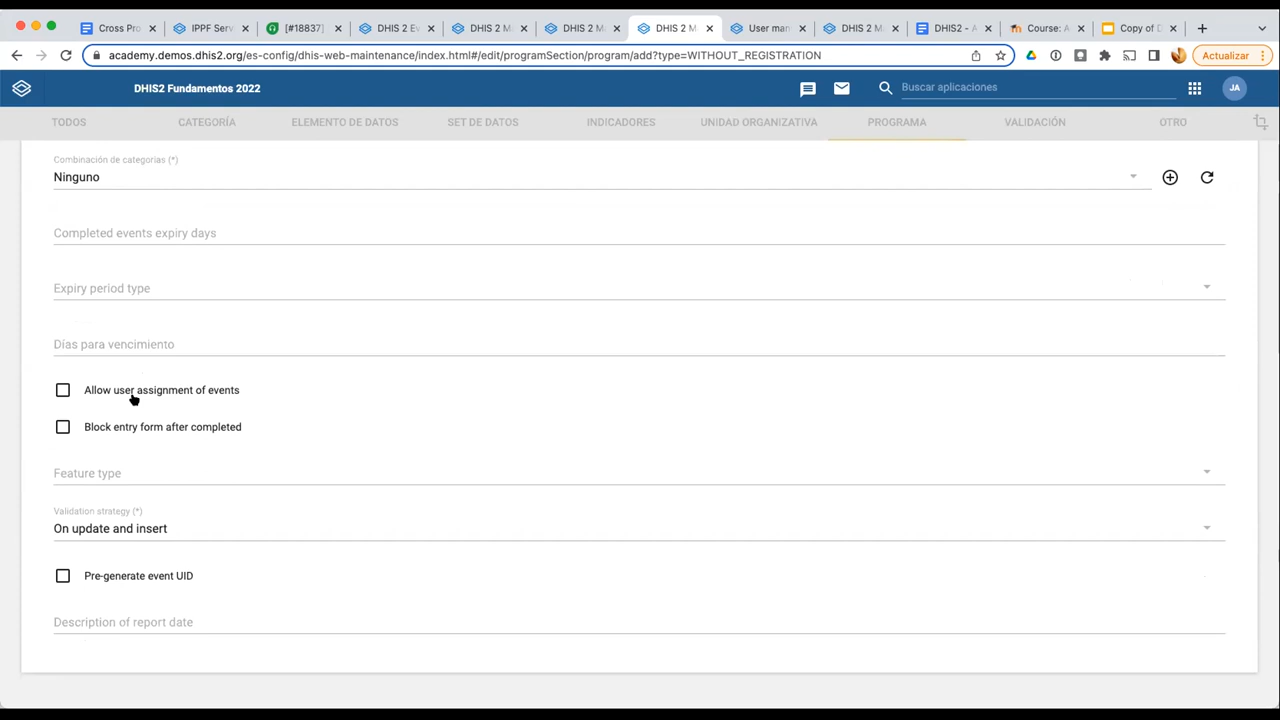 Cross Pro
IPPF Serv
[#18837]
DHIS 2 Ev
DHIS 2 Ma
DHIS 2 Ma
DHIS 2 M
User man
DHIS 2 M
DHIS2 - A
Course: A
Copy of D
academy.demos.dhis2.org/es-config/dhis-web-maintenance/index.html#/edit/programSection/program/add?type=WITHOUT_REGISTRATION
Actualizar
DHIS2 Fundamentos 2022
Buscar aplicaciones
JA
TODOS
CATEGORÍA
ELEMENTO DE DATOS
SET DE DATOS
INDICADORES
UNIDAD ORGANIZATIVA
PROGRAMA
VALIDACIÓN
OTRO
Combinación de categorías (*)
Ninguno
Completed events expiry days
Expiry period type
Días para vencimiento
Allow user assignment of events
Block entry form after completed
Feature type
Validation strategy (*)
On update and insert
Pre-generate event UID
Description of report date